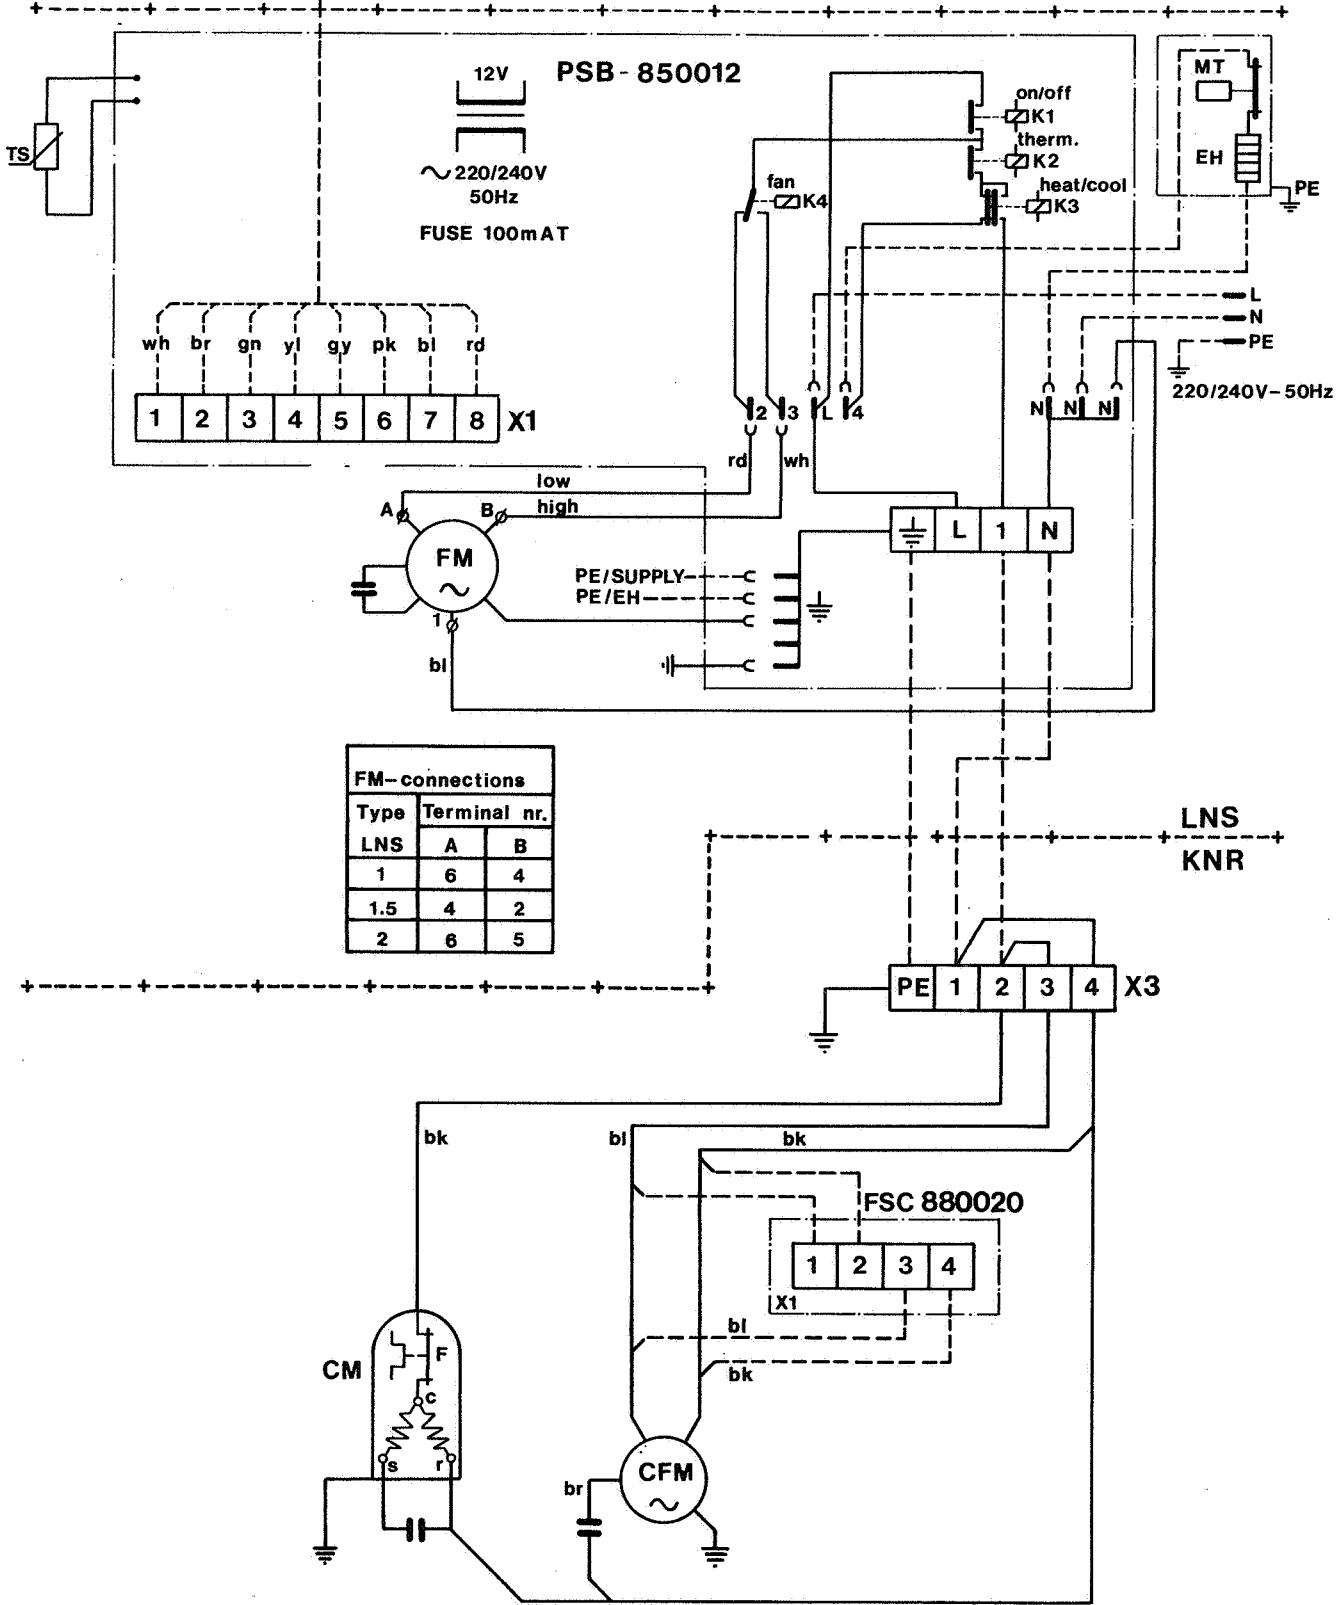 12V
PSB-850012
MT
on/off
K1
therm.
K2
TS
220/240V
50Hz
FUSE 100mAT
fan
K4
heat/cool
K3
EH
PE
L
N
PE
220/240V-50Hz
wh br gn yl gy pk bl rd
1 2 3 4 5 6 7 8 X1
2 3 L 4 N N N
rd wh
low
high
A B
FM
L 1 N
PE/SUPPLY
PE/EH
1
bl
FM-connections
Type Terminal nr.
LNS A B
1 6 4
1.5 4 2
2 6 5
LNS
KNR
PE 1 2 3 4 X3
bk bl bk
FSC 880020
1 2 3 4
X1
bl
bk
CM
F
c
s r
CFM
br